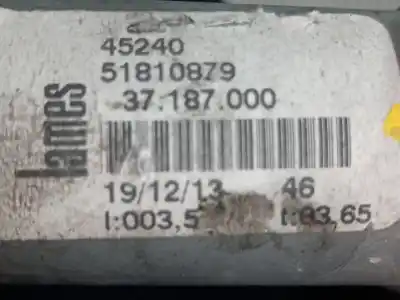 lames
45240
51810879
37.187.000
19/12/13 46
I:003,5 t:03,65